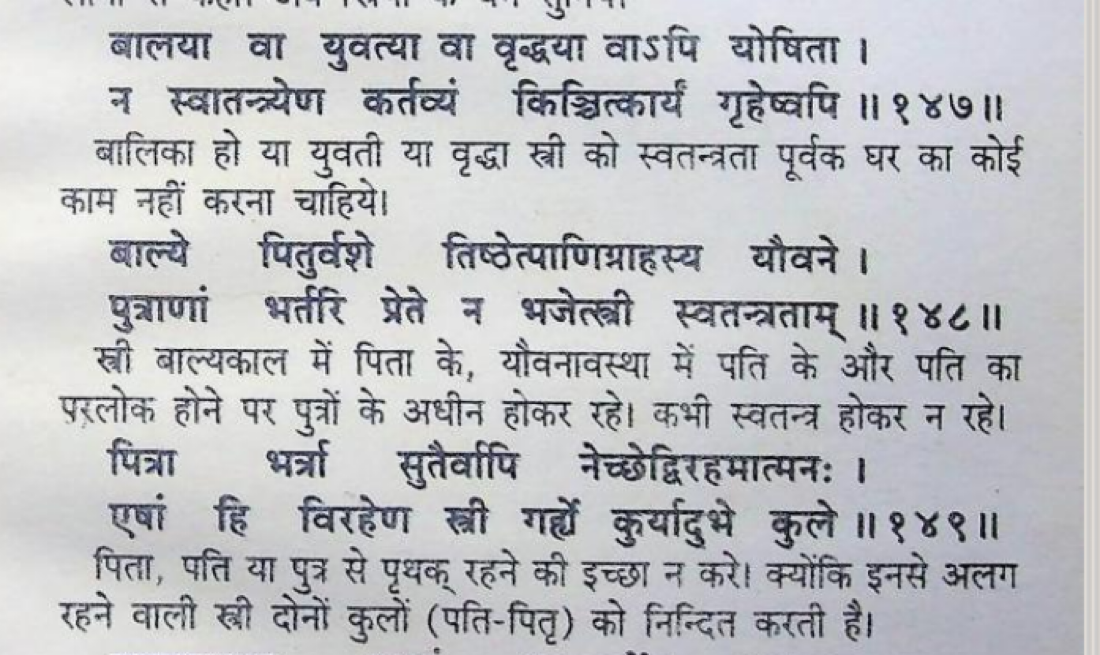 बालया वा युवत्या वा वृद्धया वाऽपि योषिता ।
न स्वातन्त्र्येण कर्तव्यं किञ्चित्कार्यं गृहेष्वपि ॥ १४७॥
बालिका हो या युवती या वृद्धा स्त्री को स्वतन्त्रता पूर्वक घर का कोई
काम नहीं करना चाहिये।
बाल्ये पितुर्वशे तिष्ठेत्पाणिग्राहस्य यौवने ।
पुत्राणां भर्तरि प्रेते न भजेत्स्त्री स्वतन्त्रताम् ॥ १४८॥
स्त्री बाल्यकाल में पिता के, यौवनावस्था में पति के और पति का
परलोक होने पर पुत्रों के अधीन होकर रहे। कभी स्वतन्त्र होकर न रहे।
पित्रा भर्त्रा सुतैर्वापि नेच्छेद्विरहमात्मनः ।
एषां हि विरहेण स्त्री गर्ह्ये कुर्यादुभे कुले ॥ १४९॥
पिता, पति या पुत्र से पृथक् रहने की इच्छा न करे। क्योंकि इनसे अलग
रहने वाली स्त्री दोनों कुलों (पति-पितृ) को निन्दित करती है।